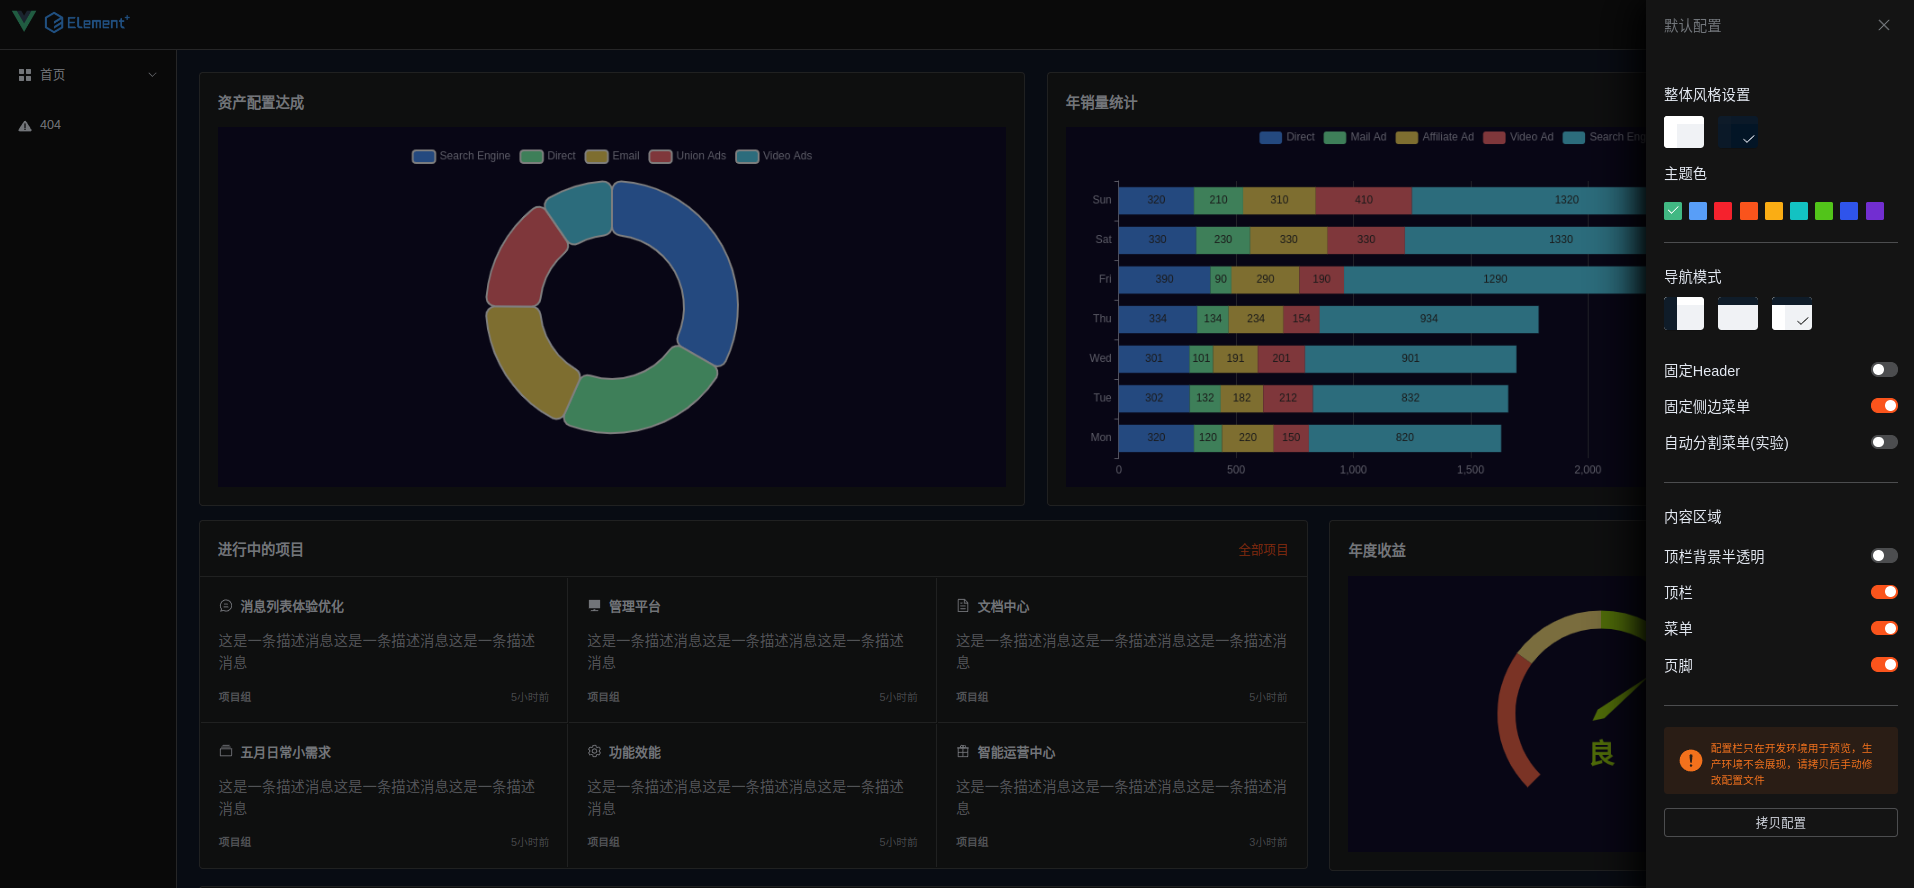 ELement+
首页
404
资产配置达成
Search Engine Direct Email Union Ads Video Ads
年销量统计
Direct Mail Ad Affiliate Ad Video Ad Search Eng
Sun 320 210 310 410 1320
Sat 330 230 330 330 1330
Fri 390 90 290 190 1290
Thu 334 134 234 154 934
Wed 301 101 191 201 901
Tue 302 132 182 212 832
Mon 320 120 220 150 820
0 500 1,000 1,500 2,000
进行中的项目 全部项目
消息列表体验优化
这是一条描述消息这是一条描述消息这是一条描述
消息
项目组 5小时前
管理平台
这是一条描述消息这是一条描述消息这是一条描述
消息
项目组 5小时前
文档中心
这是一条描述消息这是一条描述消息这是一条描述消
息
项目组 5小时前
五月日常小需求
这是一条描述消息这是一条描述消息这是一条描述
消息
项目组 5小时前
功能效能
这是一条描述消息这是一条描述消息这是一条描述
消息
项目组 5小时前
智能运营中心
这是一条描述消息这是一条描述消息这是一条描述消
息
项目组 3小时前
年度收益
良
默认配置
整体风格设置
主题色
导航模式
固定Header
固定侧边菜单
自动分割菜单(实验)
内容区域
顶栏背景半透明
顶栏
菜单
页脚
配置栏只在开发环境用于预览，生
产环境不会展现，请拷贝后手动修
改配置文件
拷贝配置